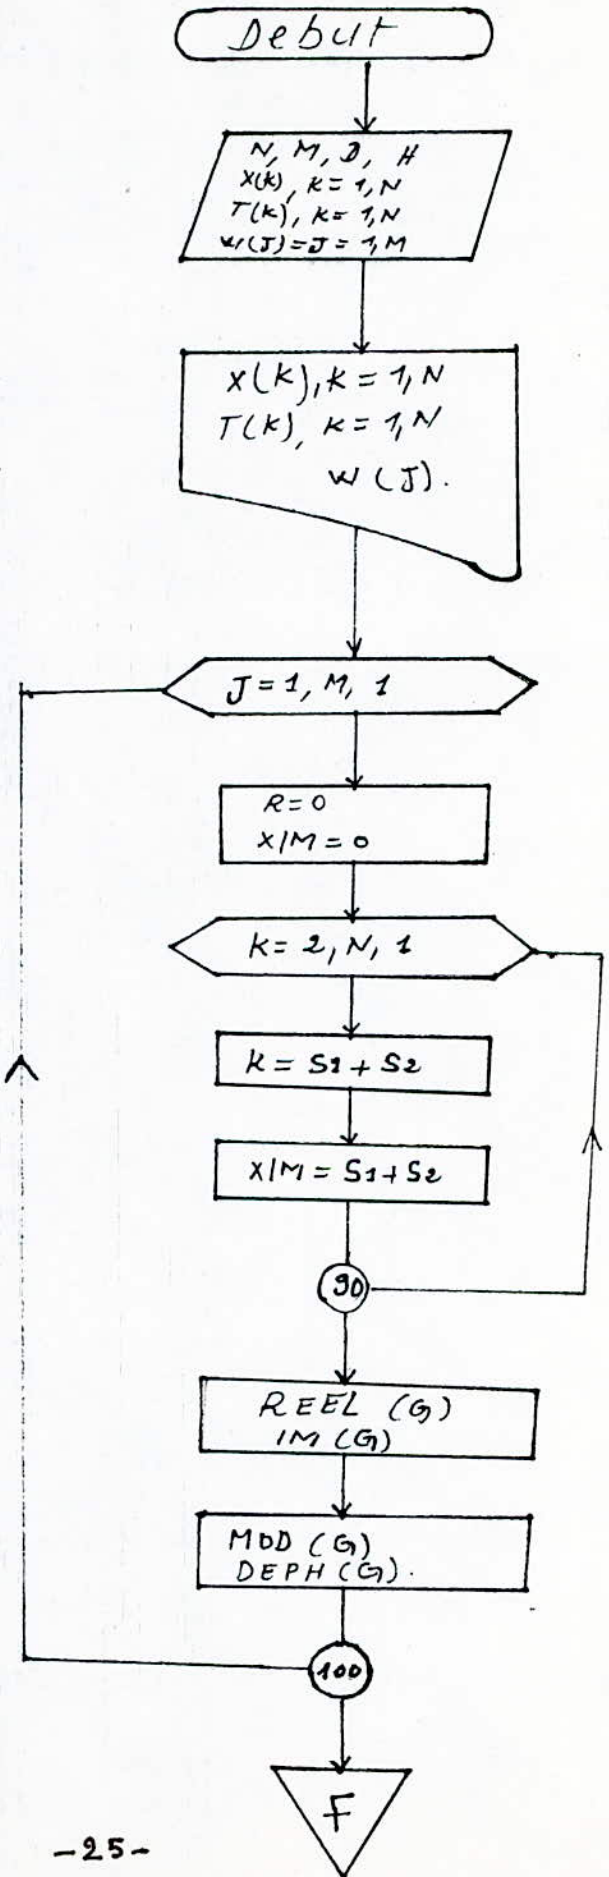 Debut
N, M, D, H
X(K), K = 1, N
T(K), K = 1, N
W(J) = J = 1, M
X(K), K = 1, N
T(K), K = 1, N
W (J).
J = 1, M, 1
R = 0
XIM = 0
K = 2, N, 1
K = S1 + S2
XIM = S1 + S2
90
REEL (G)
IM (G)
MOD (G)
DEPH (G).
100
F
-25-